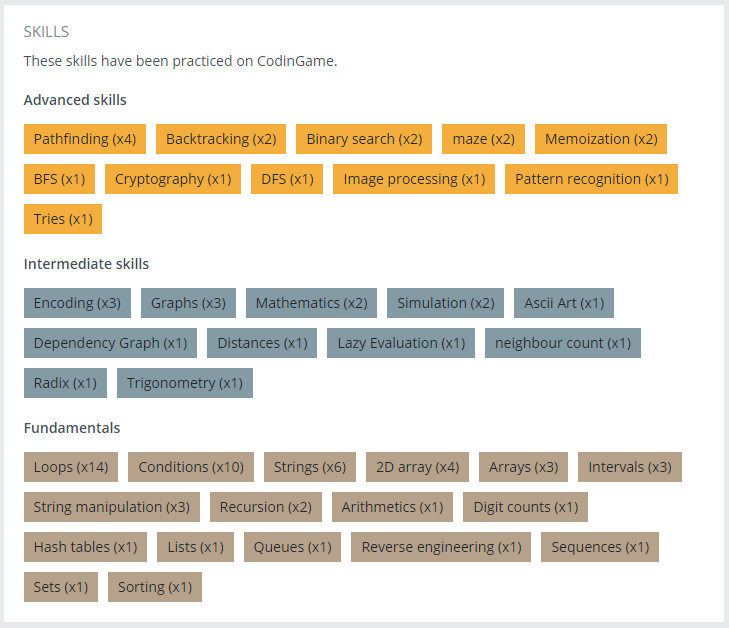 SKILLS
These skills have been practiced on CodinGame.
Advanced skills
Pathfinding (x4) Backtracking (x2) Binary search (x2) maze (x2) Memoization (x2)
BFS (x1) Cryptography (x1) DFS (x1) Image processing (x1) Pattern recognition (x1)
Tries (x1)
Intermediate skills
Encoding (x3) Graphs (x3) Mathematics (x2) Simulation (x2) Ascii Art (x1)
Dependency Graph (x1) Distances (x1) Lazy Evaluation (x1) neighbour count (x1)
Radix (x1) Trigonometry (x1)
Fundamentals
Loops (x14) Conditions (x10) Strings (x6) 2D array (x4) Arrays (x3) Intervals (x3)
String manipulation (x3) Recursion (x2) Arithmetics (x1) Digit counts (x1)
Hash tables (x1) Lists (x1) Queues (x1) Reverse engineering (x1) Sequences (x1)
Sets (x1) Sorting (x1)